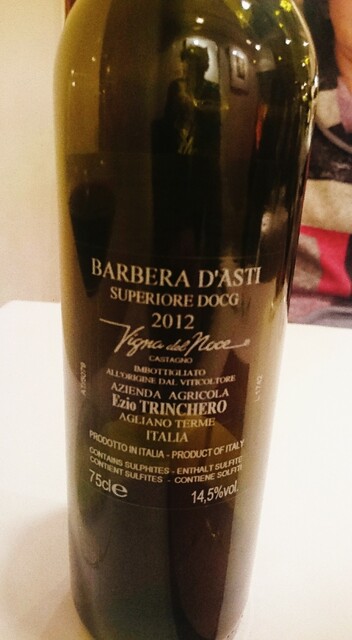 BARBERA D'ASTI
SUPERIORE DOCG
2012
Vigna del Noce
CASTAGNO
IMBOTTIGLIATO
ALL'ORIGINE DAL VITICOLTORE
AZIENDA AGRICOLA
Ezio TRINCHERO
AGLIANO TERME
ITALIA
PRODOTTO IN ITALIA - PRODUCT OF ITALY
CONTAINS SULPHITES - ENTHALT SULFITE
CONTIENT SULFITES - CONTIENE SOLFITI
75cl e
14,5%vol.